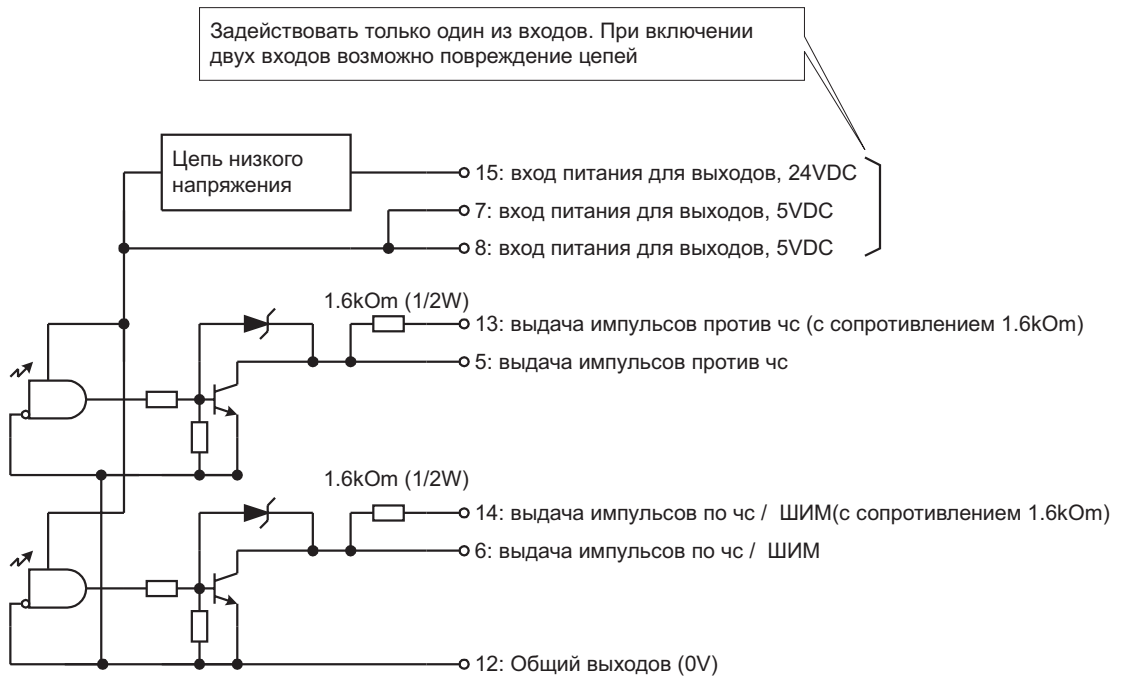 Задействовать только один из входов. При включении
двух входов возможно повреждение цепей
Цепь низкого
напряжения
15: вход питания для выходов, 24VDC
7: вход питания для выходов, 5VDC
8: вход питания для выходов, 5VDC
1.6kOm (1/2W)
13: выдача импульсов против чс (с сопротивлением 1.6kOm)
5: выдача импульсов против чс
1.6kOm (1/2W)
14: выдача импульсов по чс / ШИМ(с сопротивлением 1.6kOm)
6: выдача импульсов по чс / ШИМ
12: Общий выходов (0V)